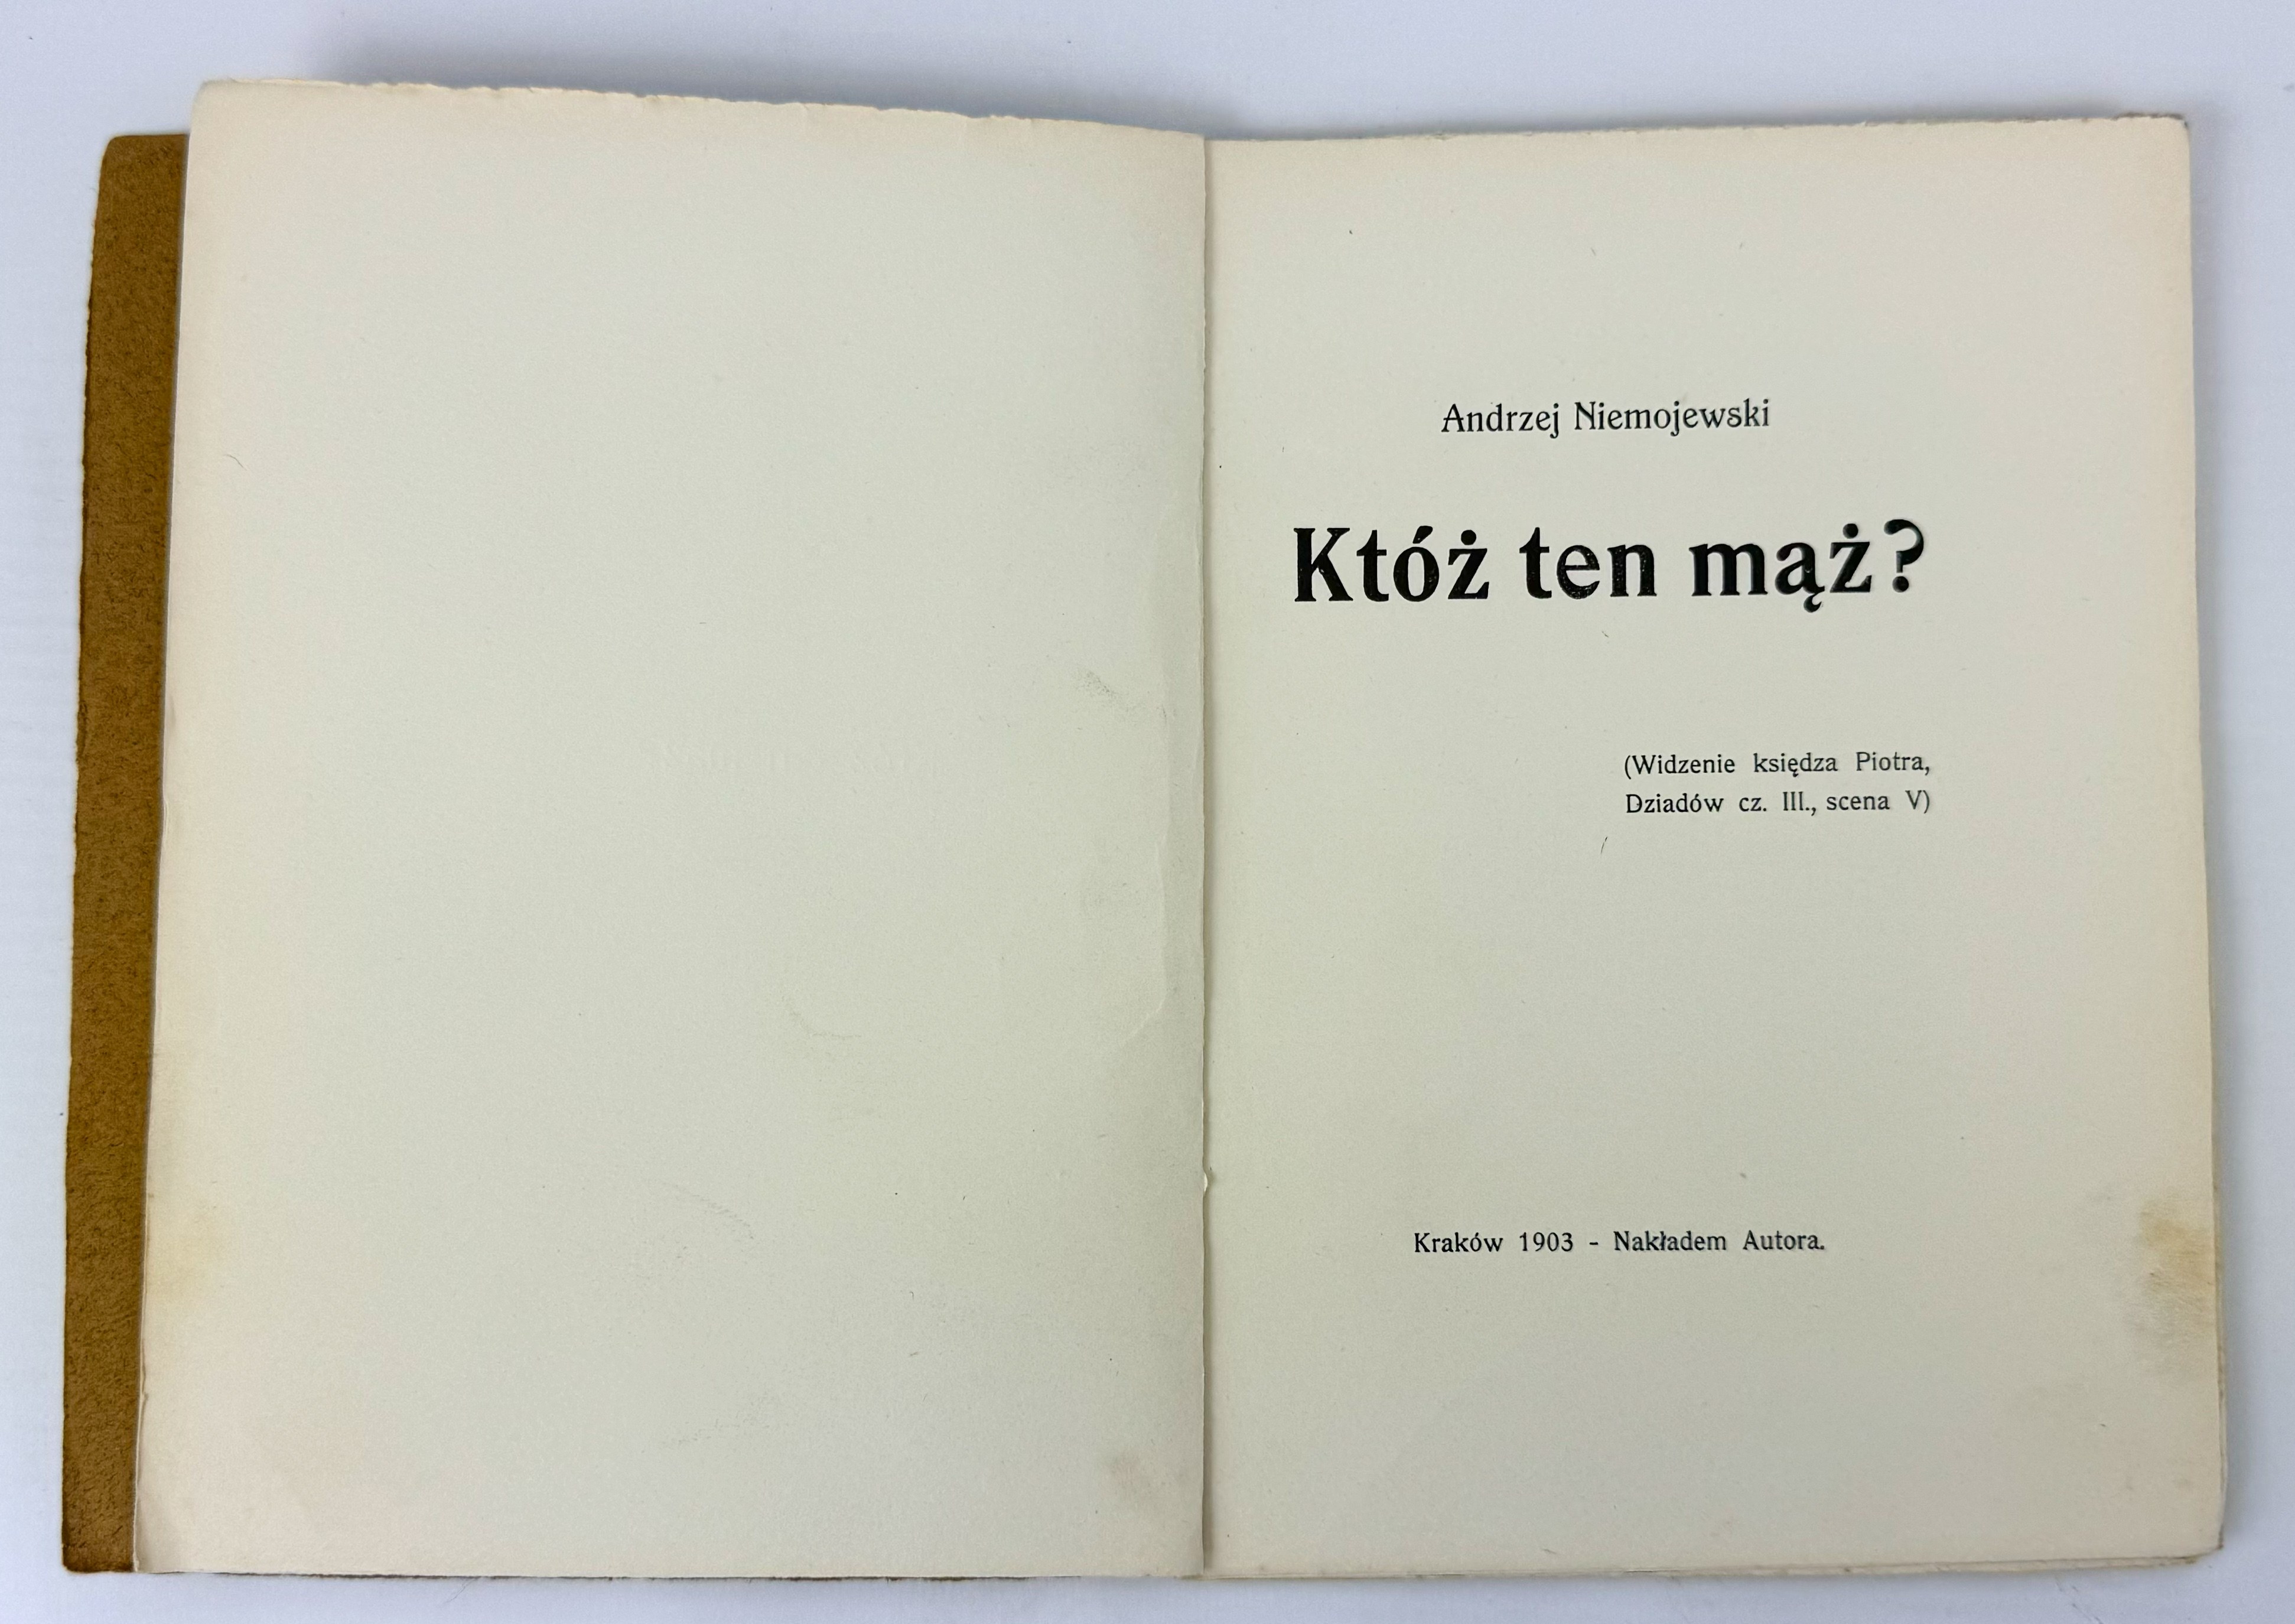 Andrzej Niemojewski
Któż ten mąż?
(Widzenie księdza Piotra,
Dziadów cz. III., scena V)
Kraków 1903 - Nakładem Autora.